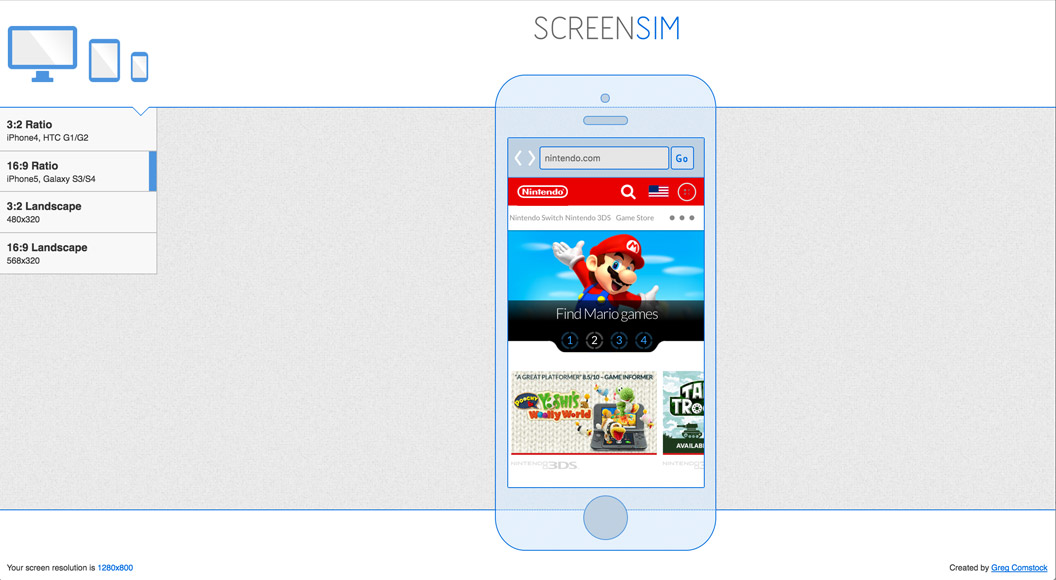 SCREENSIM
3:2 Ratio
iPhone4, HTC G1/G2
16:9 Ratio
iPhone5, Galaxy S3/S4
3:2 Landscape
480x320
16:9 Landscape
568x320
nintendo.com Go
Nintendo
Nintendo Switch Nintendo 3DS Game Store
M
Find Mario games
1 2 3 4
"A GREAT PLATFORMER" 8.5/10 – GAME INFORMER
POOCHY & YOSHI'S
Woolly World
TA
TRO
AVAILAB
NINTENDO 3DS
NINTENDO 3
Your screen resolution is 1280x800
Created by Greg Comstock